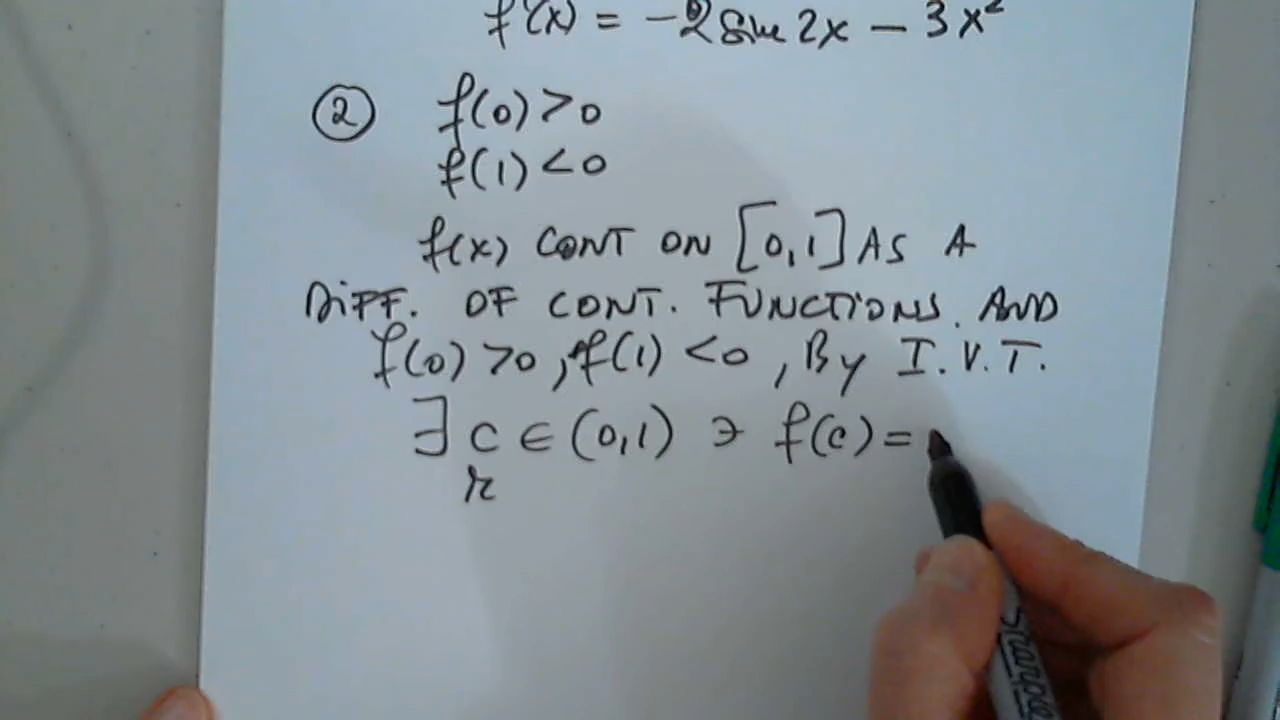 f'(x) = -2 sin 2x - 3x²
② f(0) > 0
f(1) < 0
f(x) CONT ON [0,1] AS A
DIFF. OF CONT. FUNCTIONS. AND
f(0) > 0, f(1) < 0, By I.V.T.
∃ c ∈ (0,1) ∋ f(c) =
r
Sharpie